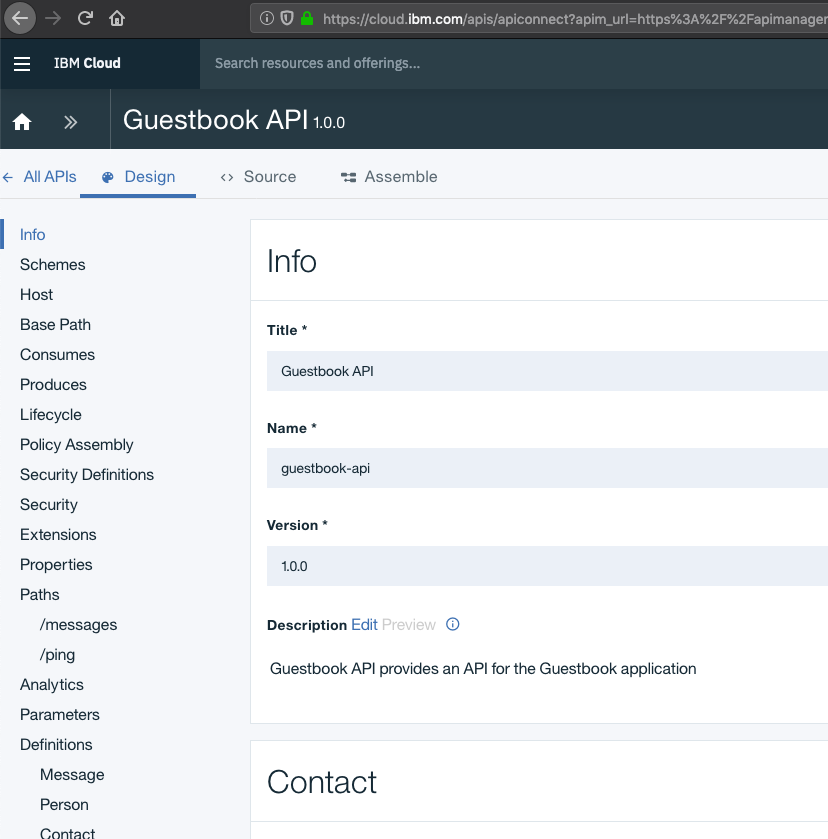 https://cloud.ibm.com/apis/apiconnect?apim_url=https%3A%2F%2Fapimanager
IBM Cloud
Search resources and offerings...
Guestbook API 1.0.0
All APIs
Design
Source
Assemble
Info
Schemes
Host
Base Path
Consumes
Produces
Lifecycle
Policy Assembly
Security Definitions
Security
Extensions
Properties
Paths
/messages
/ping
Analytics
Parameters
Definitions
Message
Person
Contact
Info
Title *
Guestbook API
Name *
guestbook-api
Version *
1.0.0
Description Edit Preview
Guestbook API provides an API for the Guestbook application
Contact